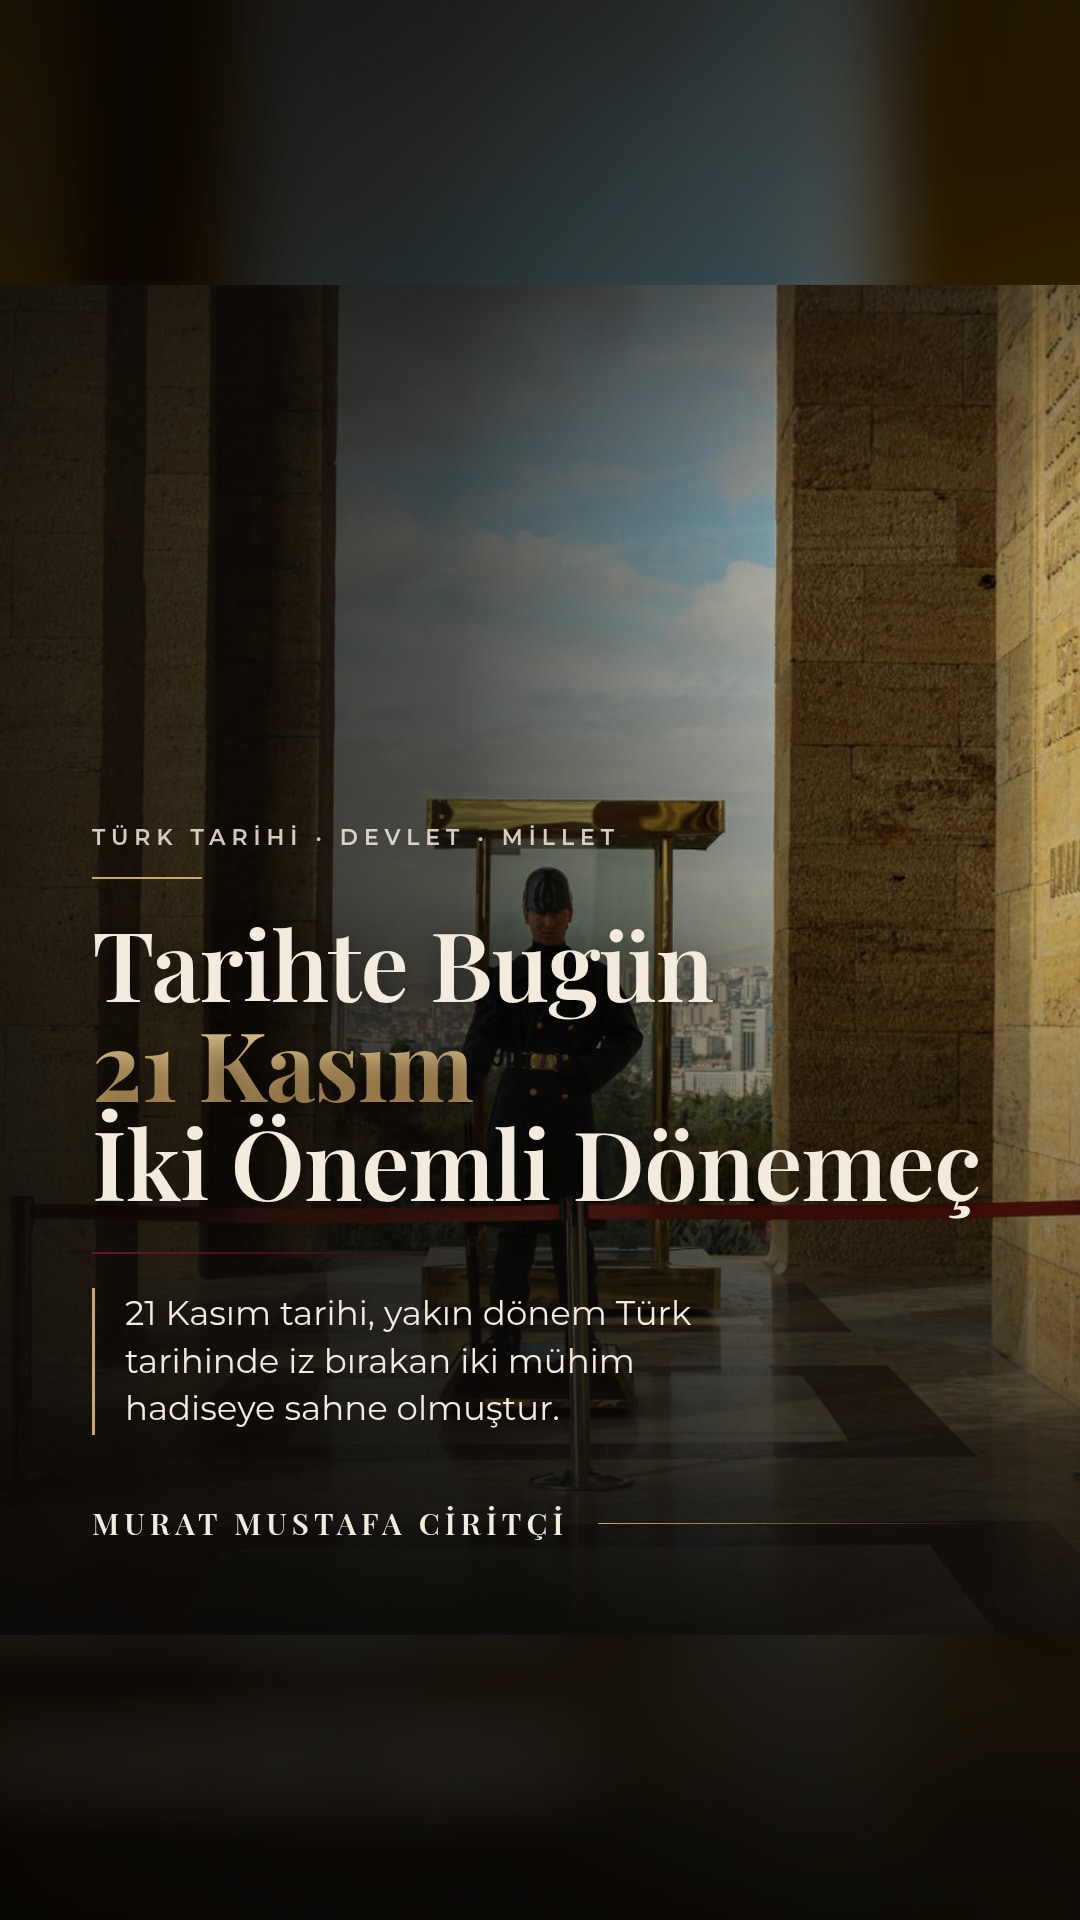 TÜRK TARİHİ · DEVLET · MİLLET
Tarihte Bugün
21 Kasım
İki Önemli Dönemeç
21 Kasım tarihi, yakın dönem Türk
tarihinde iz bırakan iki mühim
hadiseye sahne olmuştur.
MURAT MUSTAFA CİRİTÇİ